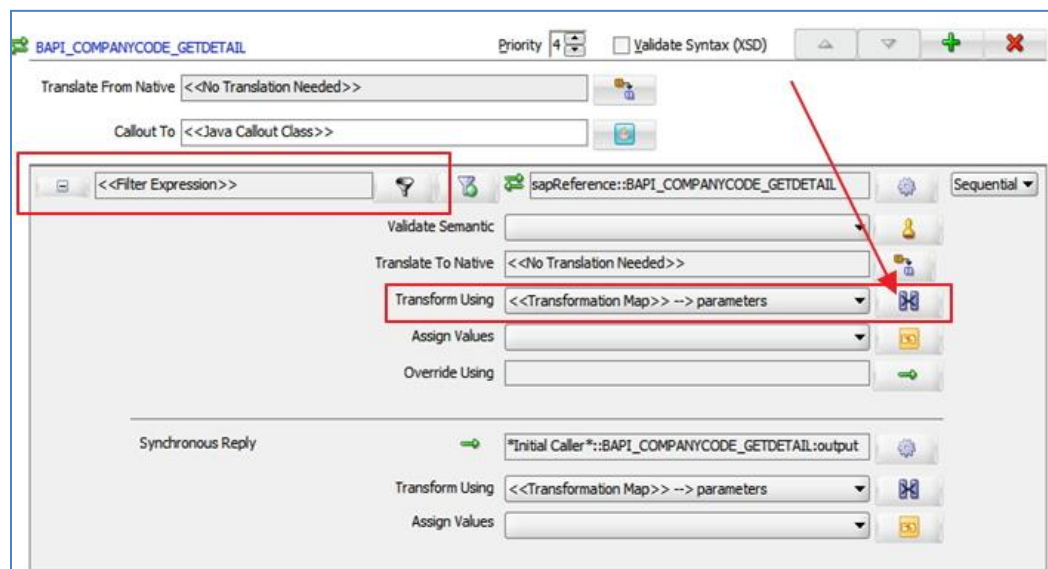 BAPI_COMPANYCODE_GETDETAIL Priority 4 Validate Syntax (XSD)
Translate From Native <<No Translation Needed>>
Callout To <<Java Callout Class>>
<<Filter Expression>> sapReference::BAPI_COMPANYCODE_GETDETAIL Sequential
Validate Semantic
Translate To Native <<No Translation Needed>>
Transform Using <<Transformation Map>> --> parameters
Assign Values
Override Using
Synchronous Reply *Initial Caller*::BAPI_COMPANYCODE_GETDETAIL:output
Transform Using <<Transformation Map>> --> parameters
Assign Values